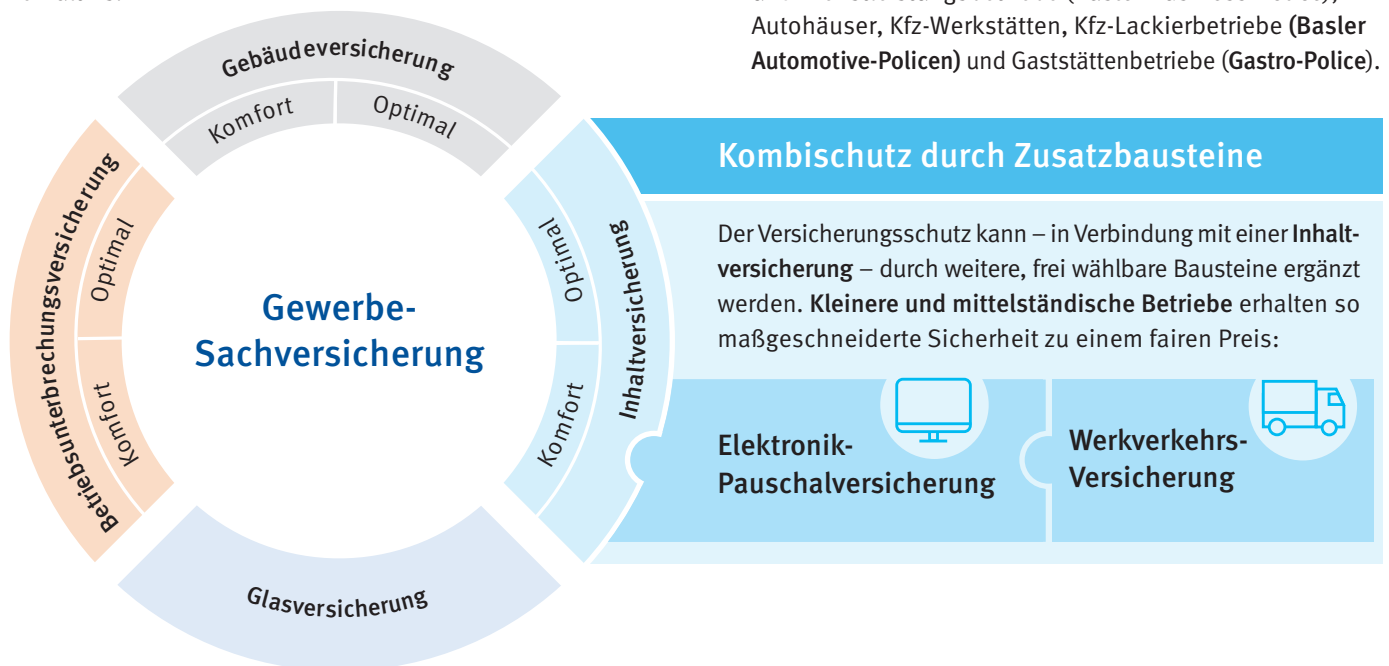 Autohäuser, Kfz-Werkstätten, Kfz-Lackierbetriebe (Basler
Automotive-Policen) und Gaststättenbetriebe (Gastro-Police).
Gebäudeversicherung
Komfort
Optimal
Betriebsunterbrechungsversicherung
Optimal
Komfort
Gewerbe-
Sachversicherung
Optimal
Komfort
Inhaltversicherung
Glasversicherung
Kombischutz durch Zusatzbausteine
Der Versicherungsschutz kann – in Verbindung mit einer Inhalt-
versicherung – durch weitere, frei wählbare Bausteine ergänzt
werden. Kleinere und mittelständische Betriebe erhalten so
maßgeschneiderte Sicherheit zu einem fairen Preis:
Elektronik-
Pauschalversicherung
Werkverkehrs-
Versicherung